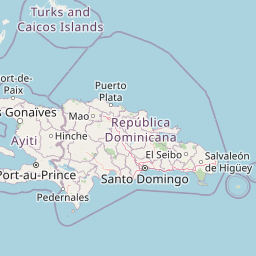 Turks and
Caicos Islands
Port-de-
Paix
Puerto
Plata
Gonaïves
Mao
República
Dominicana
Hinche
Ayiti
El Seibo
Salvaleón
de Higüey
Port-au-Prince
Santo Domingo
Pedernales